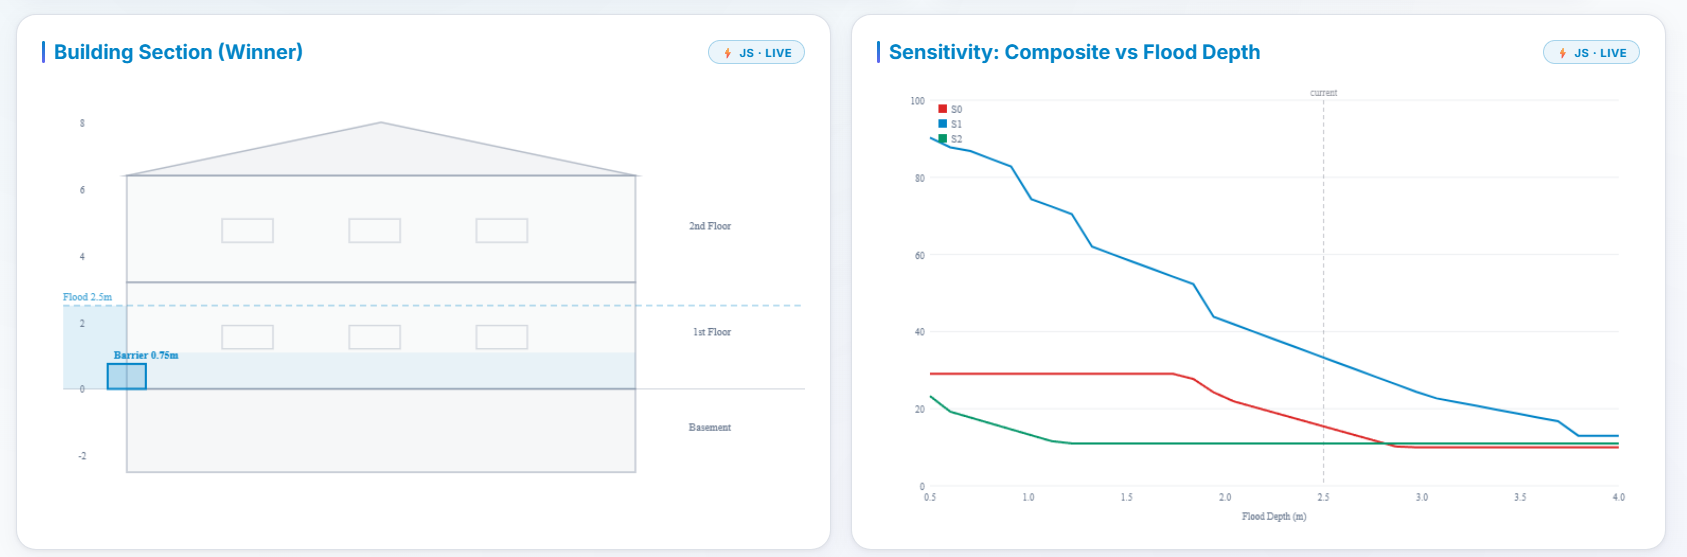 Building Section (Winner)
JS · LIVE
8
6
4
2
0
-2
2nd Floor
Flood 2.5m
1st Floor
Barrier 0.75m
Basement
Sensitivity: Composite vs Flood Depth
JS · LIVE
current
S0
S1
S2
100
80
60
40
20
0
0.5 1.0 1.5 2.0 2.5 3.0 3.5 4.0
Flood Depth (m)